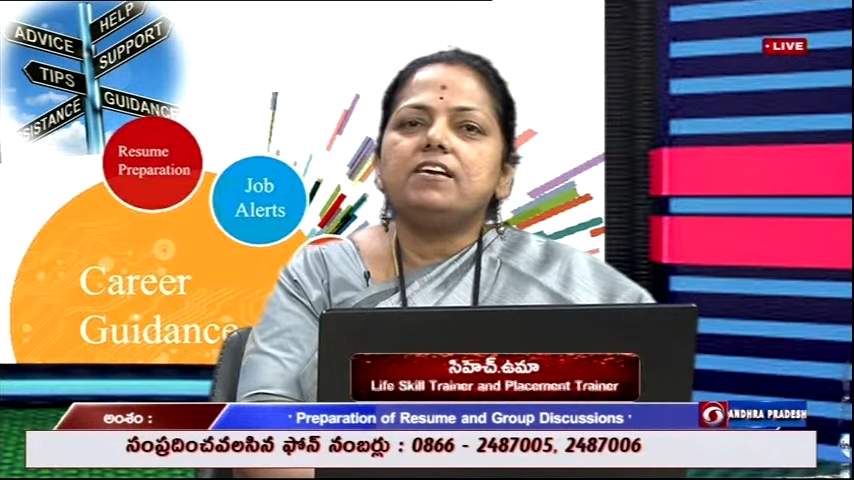 ADVICE
HELP
SUPPORT
TIPS
GUIDANCE
SISTANCE
LIVE
Resume
Preparation
Job
Alerts
Career
Guidance
సిహెచ్.ఉమా
Life Skill Trainer and Placement Trainer
అంశం :
Preparation of Resume and Group Discussions
ANDHRA PRADESH
సంప్రదించవలసిన ఫోన్ నంబర్లు : 0866 - 2487005, 2487006